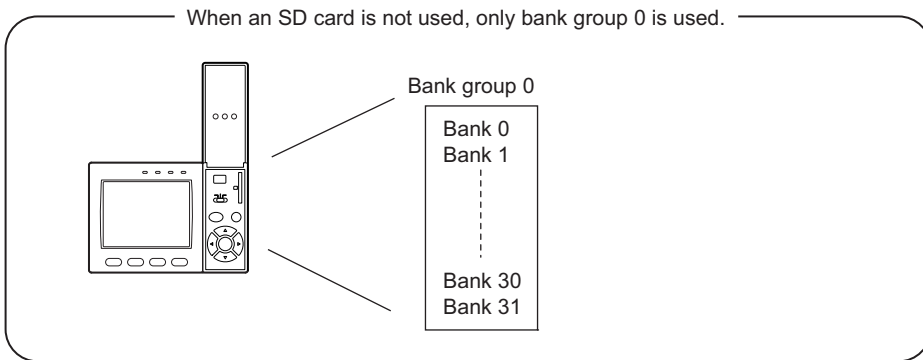 When an SD card is not used, only bank group 0 is used.
Bank group 0
Bank 0
Bank 1
Bank 30
Bank 31